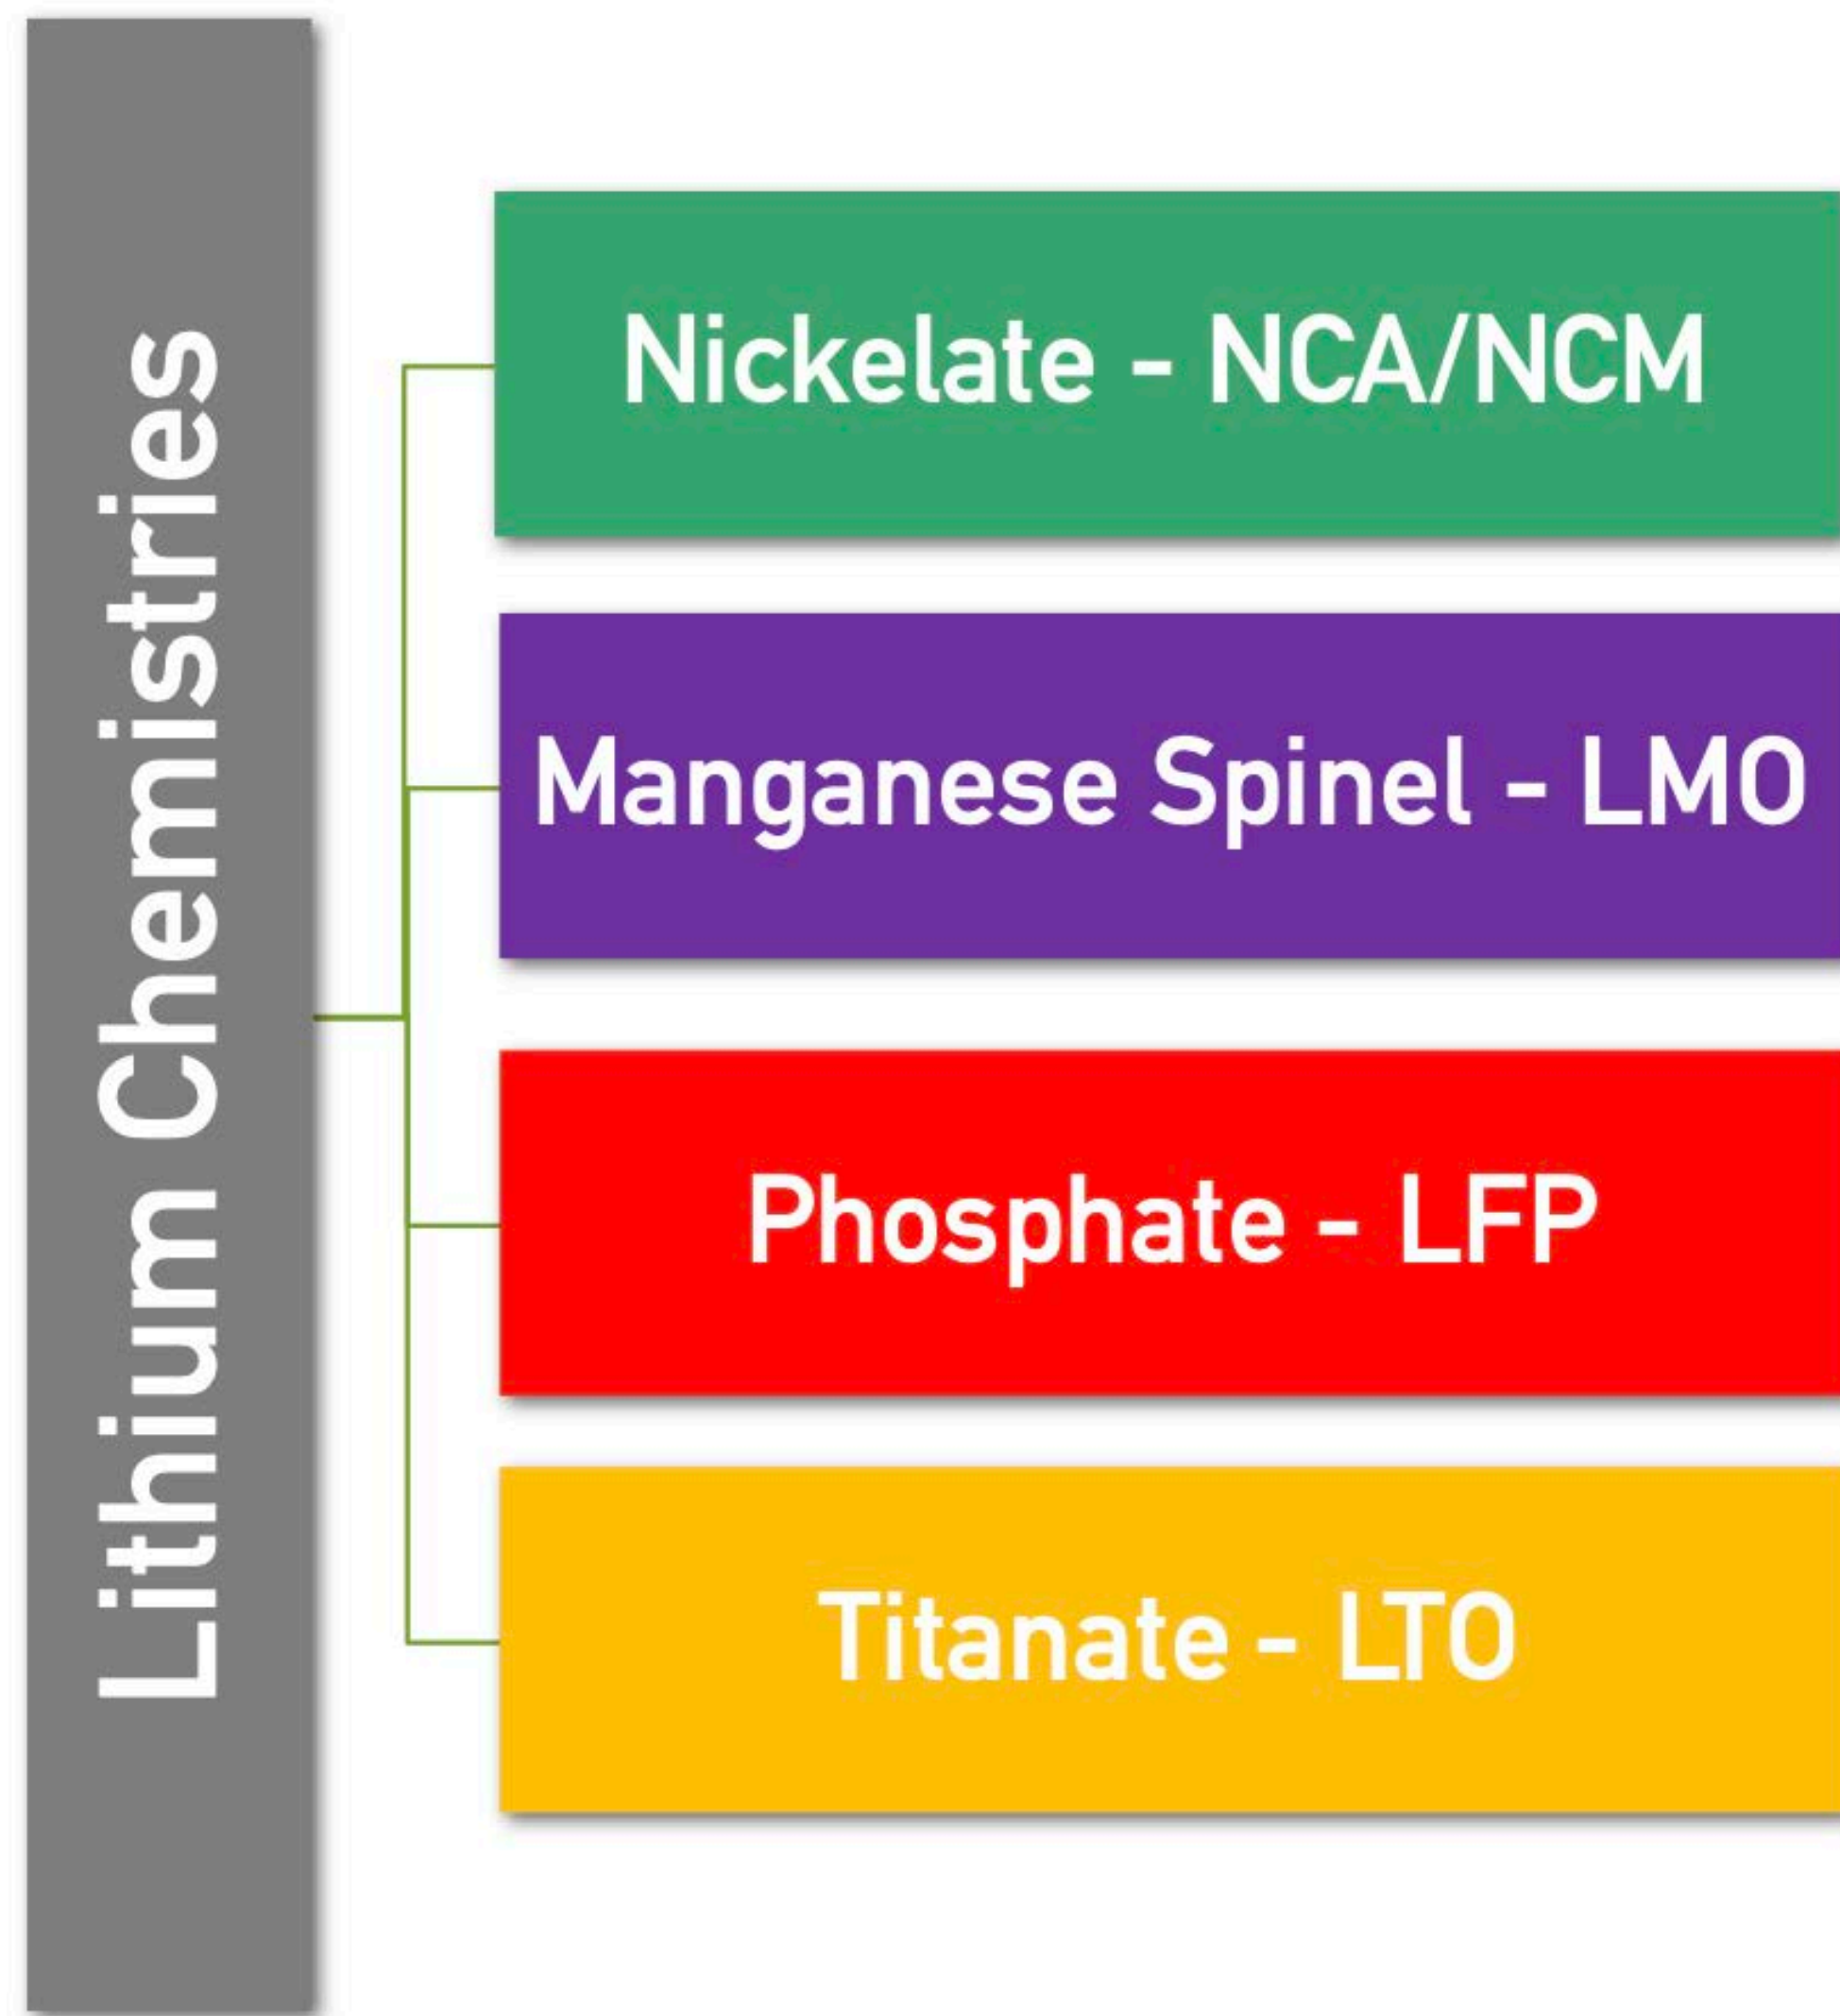 Lithium Chemistries
Nickelate - NCA/NCM
Manganese Spinel - LMO
Phosphate - LFP
Titanate - LTO